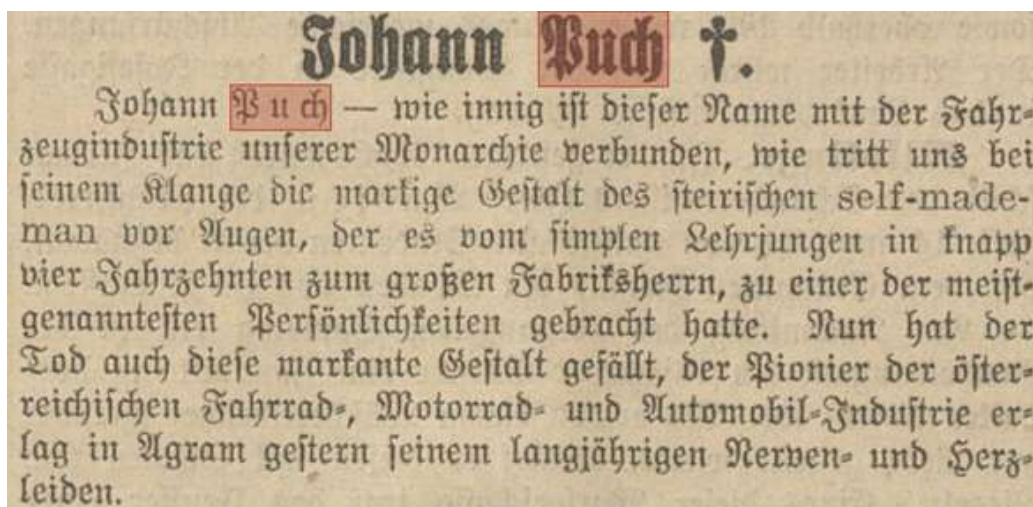 Johann Puch †.
Johann Puch — wie innig ist dieser Name mit der Fahr-
zeugindustrie unserer Monarchie verbunden, wie tritt uns bei
seinem Klange die markige Gestalt des steirischen self-made-
man vor Augen, der es vom simplen Lehrjungen in knapp
vier Jahrzehnten zum großen Fabriksherrn, zu einer der meist-
genanntesten Persönlichkeiten gebracht hatte. Nun hat der
Tod auch diese markante Gestalt gefällt, der Pionier der öster-
reichischen Fahrrad-, Motorrad- und Automobil-Industrie er-
lag in Agram gestern seinem langjährigen Nerven- und Herz-
leiden.